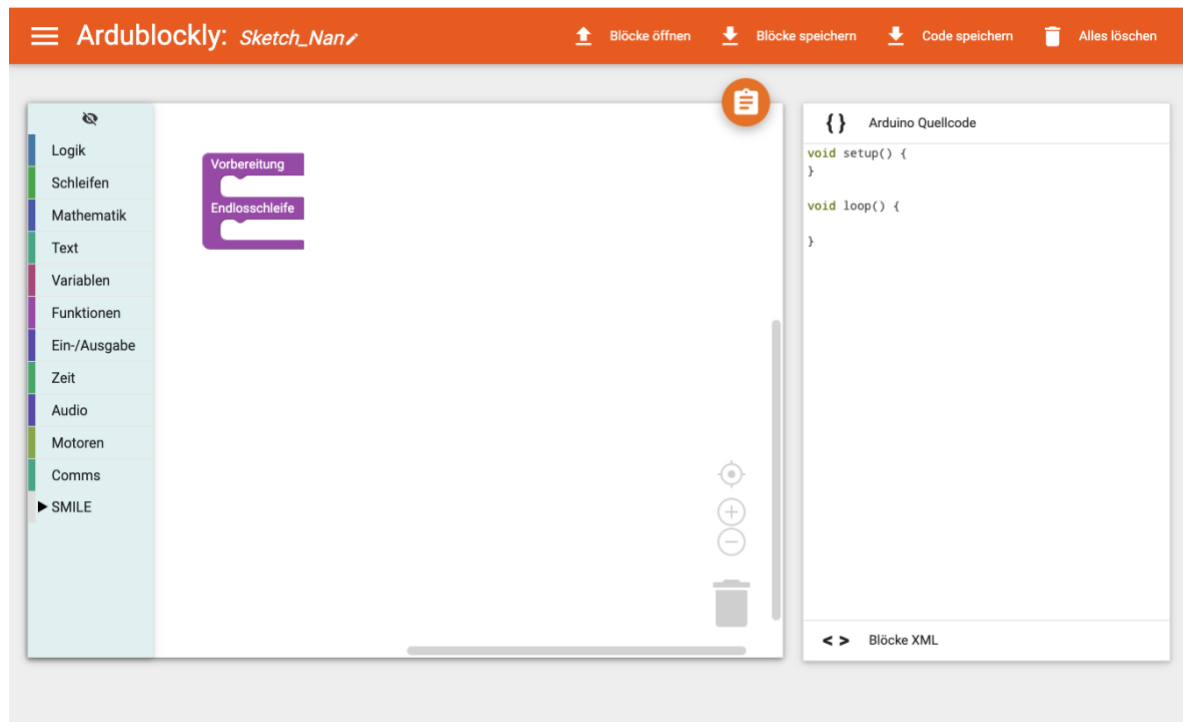 Ardublockly: Sketch_Nan
Blöcke öffnen
Blöcke speichern
Code speichern
Alles löschen
Logik
Schleifen
Mathematik
Text
Variablen
Funktionen
Ein-/Ausgabe
Zeit
Audio
Motoren
Comms
SMILE
Vorbereitung
Endlosschleife
{ } Arduino Quellcode
void setup() {
}
void loop() {
}
< > Blöcke XML